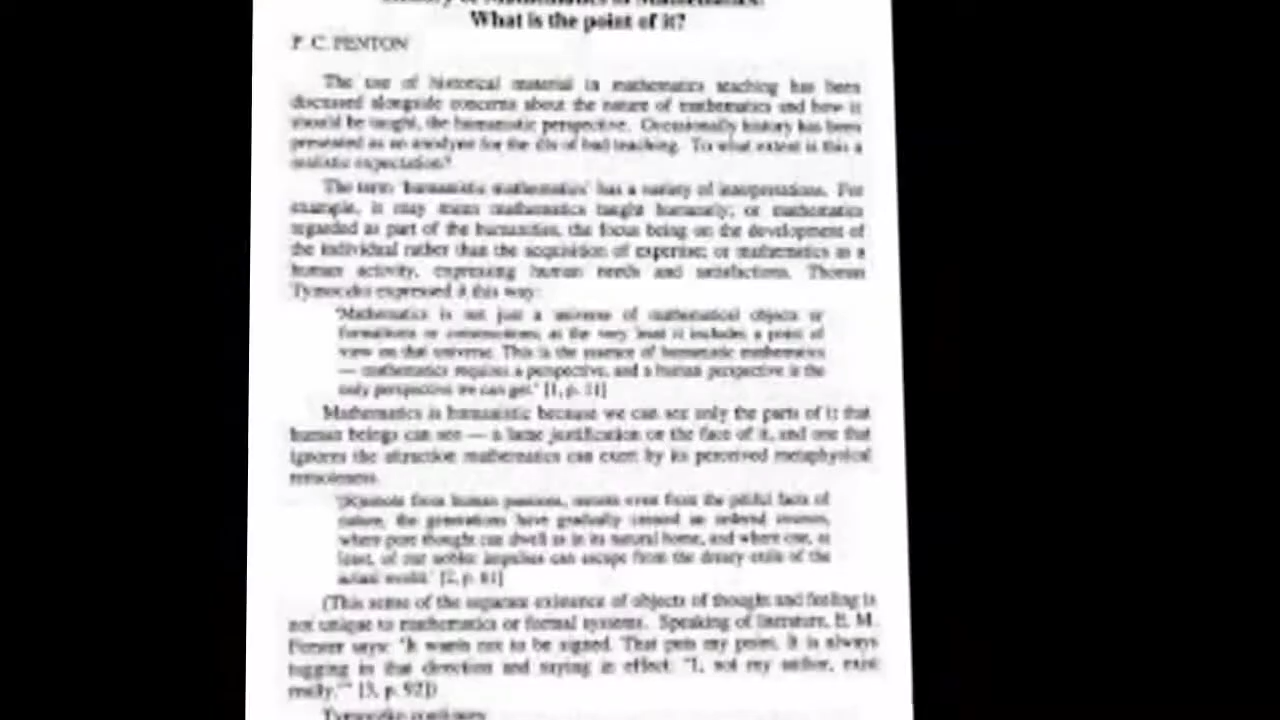 What is the point of it?
P. C. FENTON
The use of historical material in mathematics teaching has been
discussed alongside concerns about the nature of mathematics and how it
should be taught, the humanistic perspective. Occasionally history has been
presented as an anodyne for the ills of bad teaching. To what extent is this a
realistic expectation?
The term 'humanistic mathematics' has a variety of interpretations. For
example, it may mean mathematics taught humanely; or mathematics
regarded as part of the humanities, the focus being on the development of
the individual rather than the acquisition of expertise; or mathematics as a
human activity, expressing human needs and satisfactions. Thomas
Tymoczko expressed it this way:
'Mathematics is not just a universe of mathematical objects or
formalisms or constructions; at the very least it includes a point of
view on that universe. This is the essence of humanistic mathematics
— mathematics requires a perspective, and a human perspective is the
only perspective we can get.' [1, p. 11]
Mathematics is humanistic because we can see only the parts of it that
human beings can see — a lame justification on the face of it, and one that
ignores the attraction mathematics can exert by its perceived metaphysical
remoteness.
'Remote from human passions, remote even from the pitiful facts of
nature, the generations have gradually created an ordered cosmos,
where pure thought can dwell as in its natural home, and where one, at
least, of our nobler impulses can escape from the dreary exile of the
actual world.' [2, p. 61]
(This sense of the separate existence of objects of thought and feeling is
not unique to mathematics or formal systems. Speaking of literature, E. M.
Forster says: "It wants not to be signed. That puts my point. It is always
tugging in that direction and saying in effect: "I, not my author, exist
really."' [3, p. 92])
Tymoczko continues